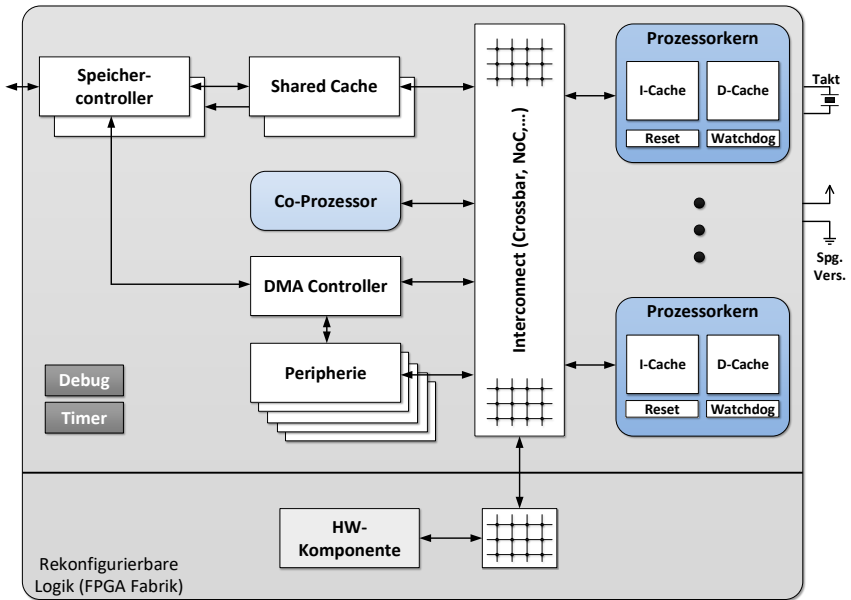 Speicher-
controller
Shared Cache
Co-Prozessor
DMA Controller
Peripherie
Debug
Timer
Interconnect (Crossbar, NoC,...)
Prozessorkern
I-Cache
D-Cache
Reset
Watchdog
Takt
Spg.
Vers.
Prozessorkern
I-Cache
D-Cache
Reset
Watchdog
HW-
Komponente
Rekonfigurierbare
Logik (FPGA Fabrik)